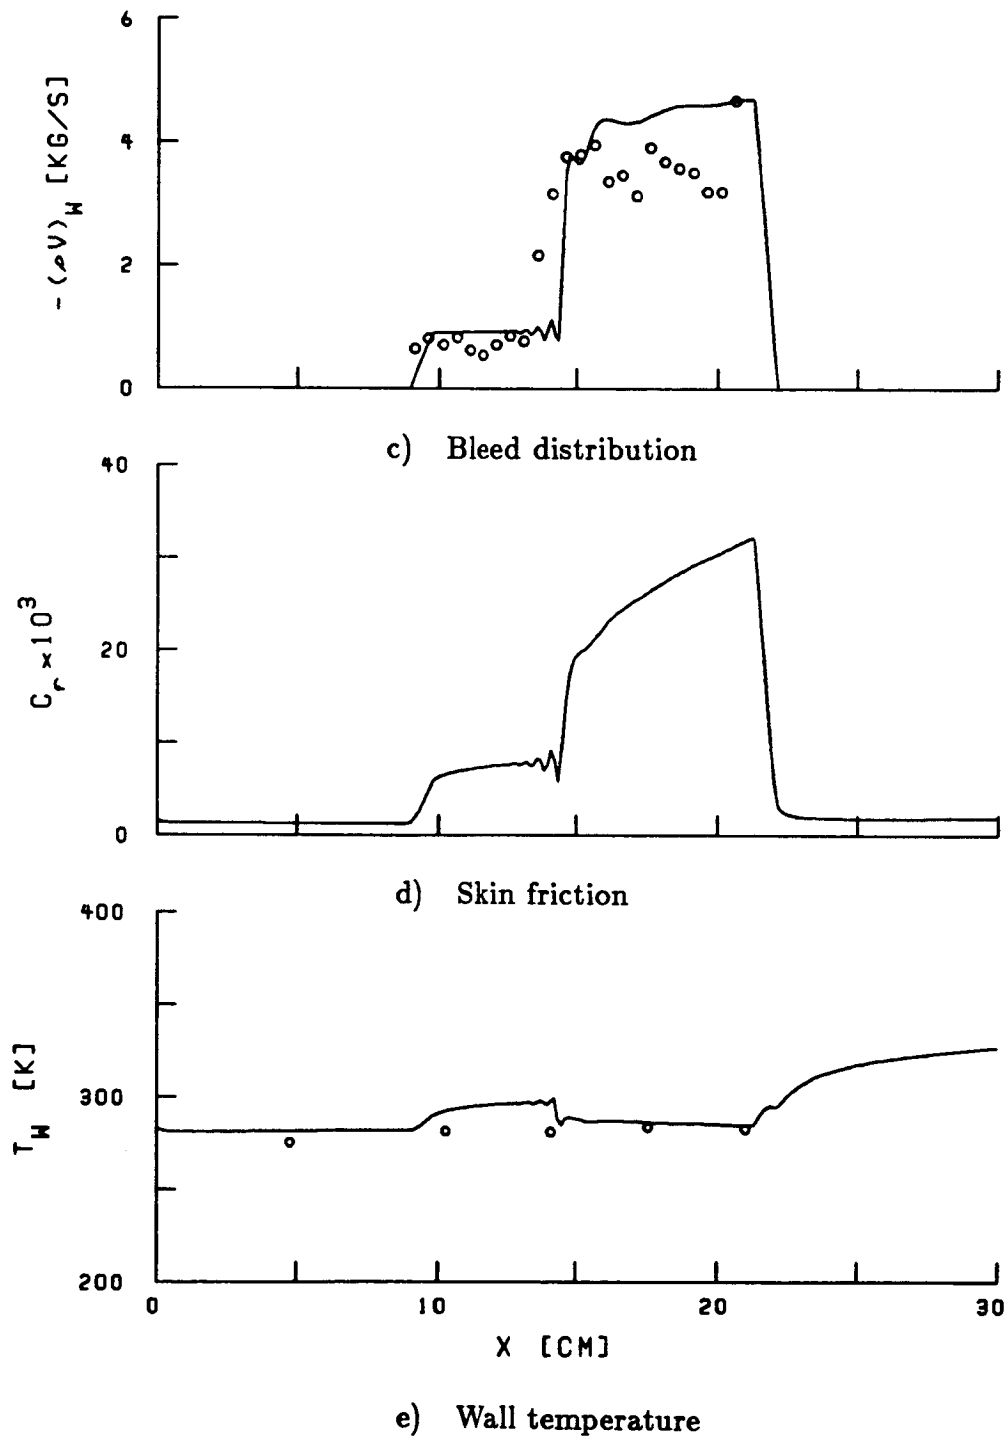 6
4
2
0
-(ρV)W [KG/S]
c) Bleed distribution
40
20
0
Cf ×10³
d) Skin friction
400
300
200
TW [K]
0 10 20 30
X [CM]
e) Wall temperature